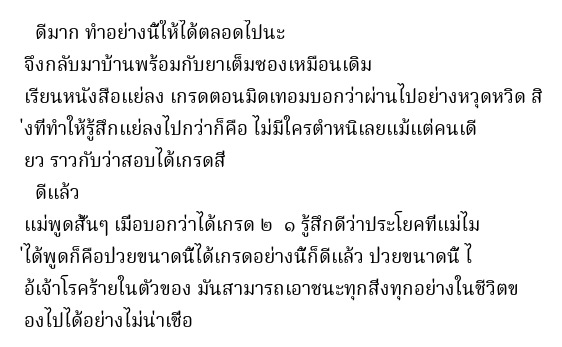 ดีมาก ทำอย่างนี้ให้ได้ตลอดไปนะ
จึงกลับมาบ้านพร้อมกับยาเต็มซองเหมือนเดิม
เรียนหนังสือแย่ลง เกรดตอนมิดเทอมบอกว่าผ่านไปอย่างหวุดหวิด สิ
่งที่ทำให้รู้สึกแย่ลงไปกว่าก็คือ ไม่มีใครตำหนิเลยแม้แต่คนเดี
ยว ราวกับว่าสอบได้เกรดสี่
ดีแล้ว
แม่พูดสั้นๆ เมื่อบอกว่าได้เกรด ๒ ๑ รู้สึกดีว่าประโยคที่แม่ไม
่ได้พูดก็คือป่วยขนาดนี้ได้เกรดอย่างนี้ก็ดีแล้ว ป่วยขนาดนี้ ไ
อ้เจ้าโรคร้ายในตัวของ มันสามารถเอาชนะทุกสิ่งทุกอย่างในชีวิตข
องไปได้อย่างไม่น่าเชื่อ